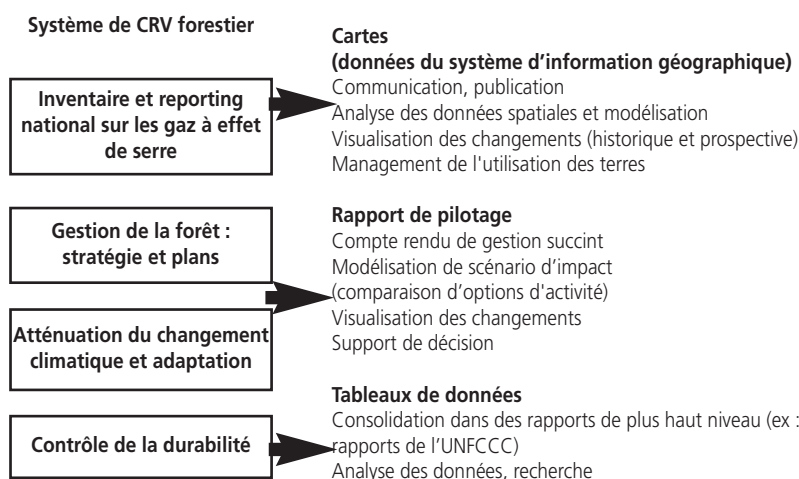 Système de CRV forestier
Inventaire et reporting
national sur les gaz à effet
de serre
Gestion de la forêt :
stratégie et plans
Atténuation du changement
climatique et adaptation
Contrôle de la durabilité
Cartes
(données du système d’information géographique)
Communication, publication
Analyse des données spatiales et modélisation
Visualisation des changements (historique et prospective)
Management de l'utilisation des terres
Rapport de pilotage
Compte rendu de gestion succint
Modélisation de scénario d’impact
(comparaison d’options d'activité)
Visualisation des changements
Support de décision
Tableaux de données
Consolidation dans des rapports de plus haut niveau (ex :
rapports de l’UNFCCC)
Analyse des données, recherche